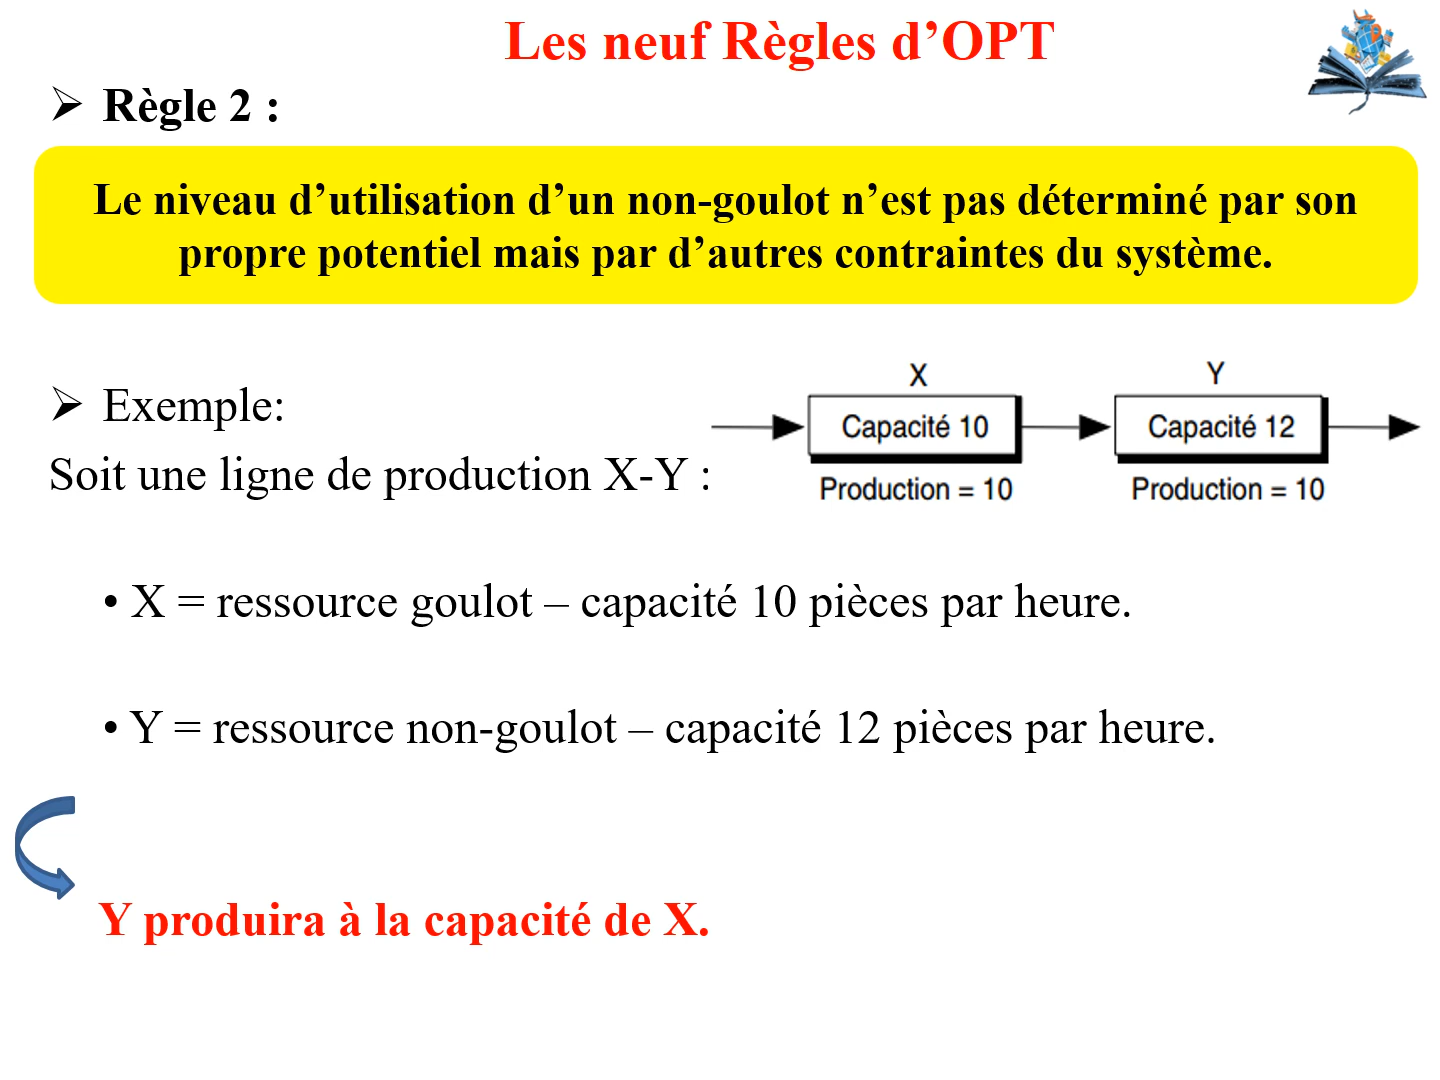 Les neuf Règles d’OPT
➢ Règle 2 :
Le niveau d’utilisation d’un non-goulot n’est pas déterminé par son
propre potentiel mais par d’autres contraintes du système.
➢ Exemple:
Soit une ligne de production X-Y :
X
Y
Capacité 10
Capacité 12
Production = 10
Production = 10
• X = ressource goulot – capacité 10 pièces par heure.
• Y = ressource non-goulot – capacité 12 pièces par heure.
Y produira à la capacité de X.